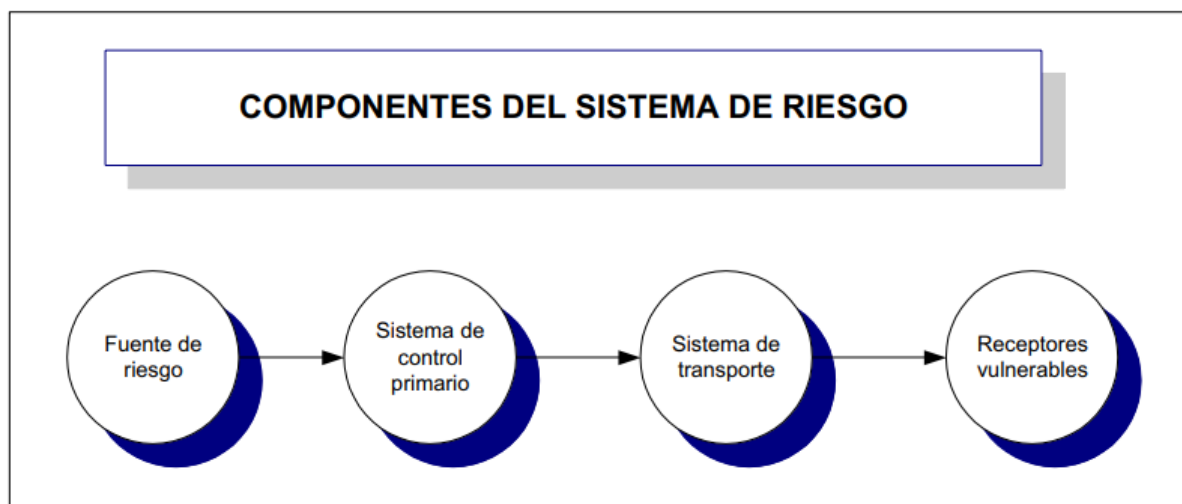 COMPONENTES DEL SISTEMA DE RIESGO
Fuente de
riesgo
Sistema de
control
primario
Sistema de
transporte
Receptores
vulnerables